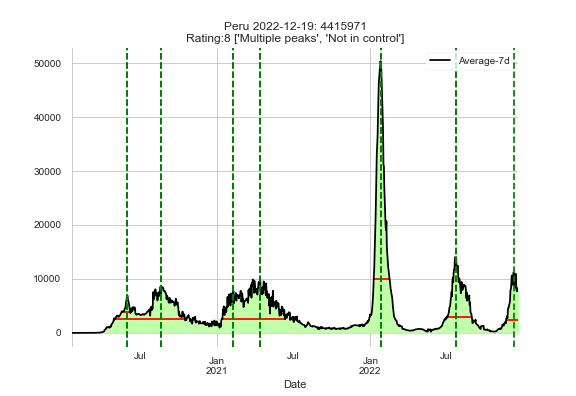 Peru 2022-12-19: 4415971
Rating:8 ['Multiple peaks', 'Not in control']
Average-7d
50000
40000
30000
20000
10000
0
Jul
Jan
2021
Jul
Jan
2022
Jul
Date